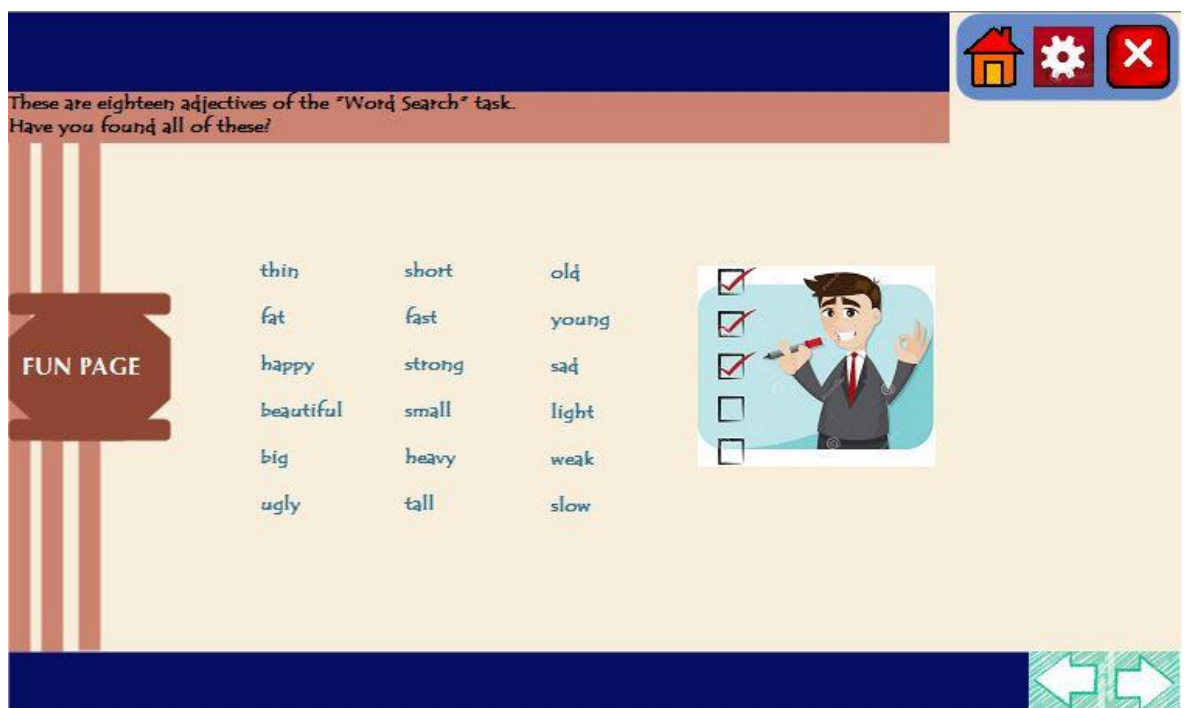 These are eighteen adjectives of the "Word Search" task.
Have you found all of these?
thin short old
fat fast young
FUN PAGE
happy strong sad
beautiful small light
big heavy weak
ugly tall slow